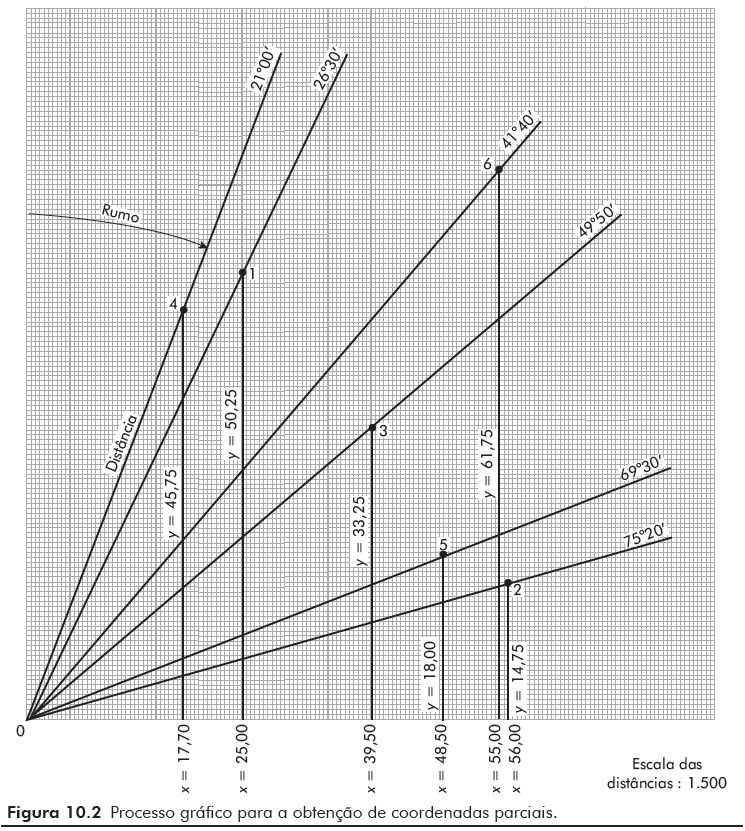 21°00′
26°30′
41°40′
6
49°50′
Rumo
1
4
Distância
y = 50,25
3
y = 61,75
y = 45,75
69°30′
y = 33,25
75°20′
5
2
y = 18,00
y = 14,75
0
x = 17,70
x = 25,00
x = 39,50
x = 48,50
x = 55,00
x = 56,00
Escala das
distâncias : 1.500
Figura 10.2 Processo gráfico para a obtenção de coordenadas parciais.